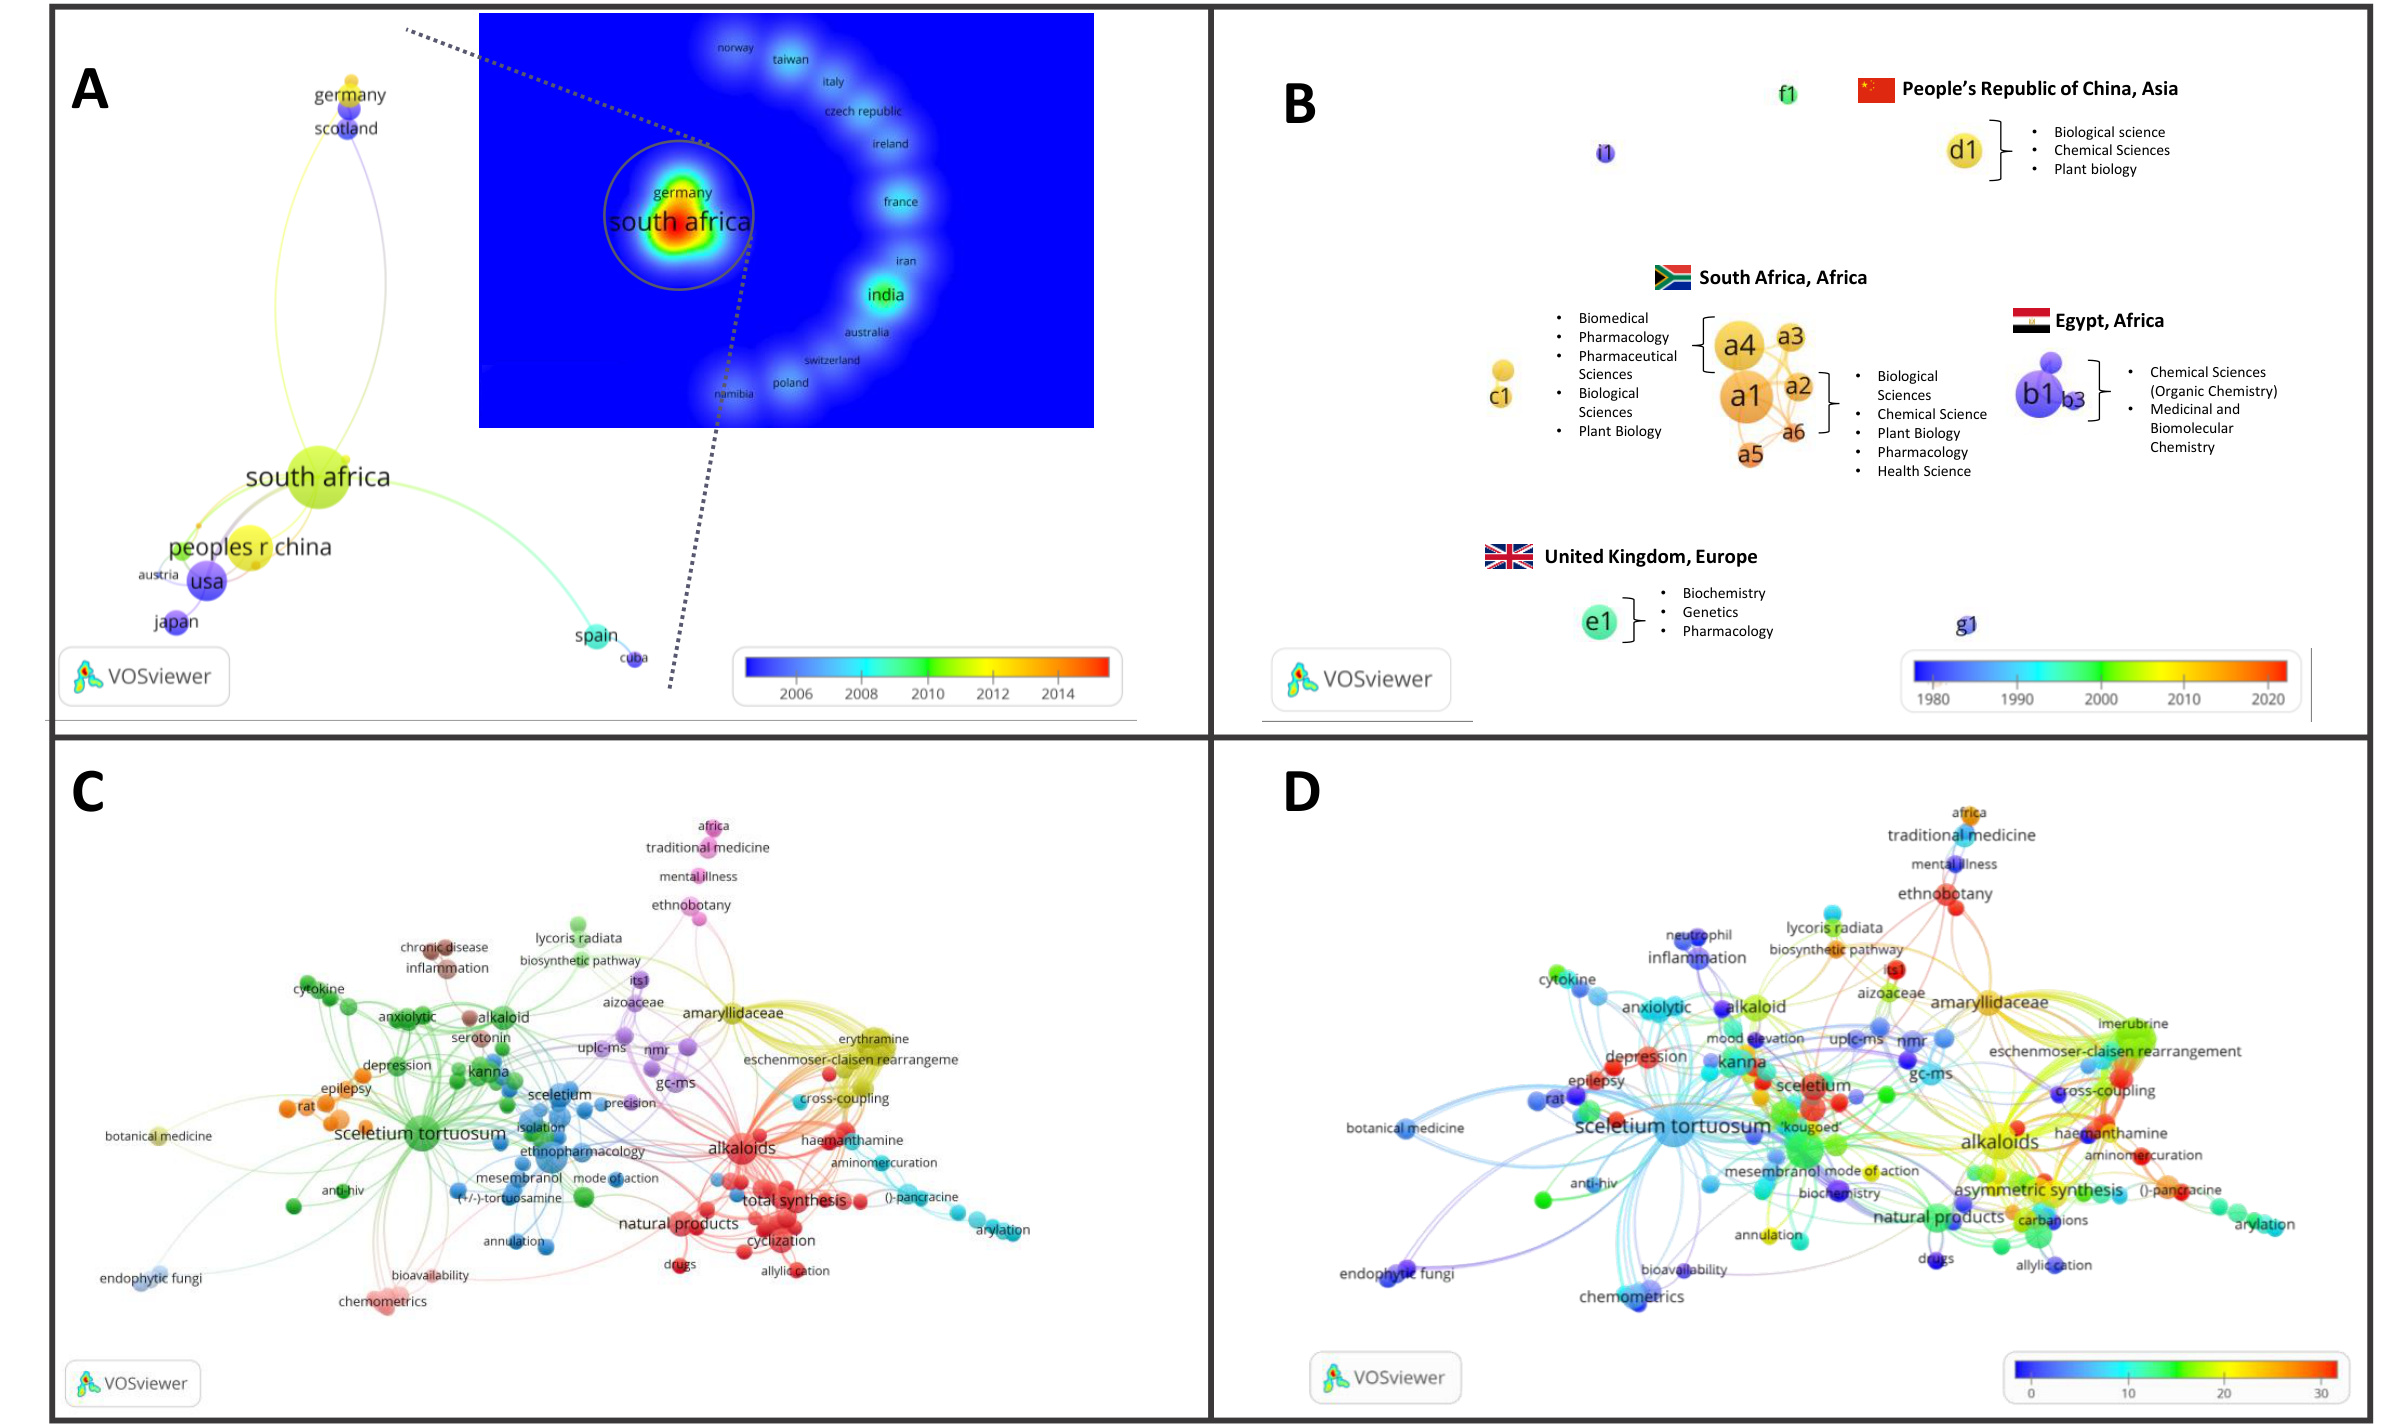 A
germany
scotland
south africa
peoples r china
austria
usa
japan
spain
cuba
norway
taiwan
italy
czech republic
ireland
germany
south africa
france
iran
india
australia
switzerland
poland
namibia
VOSviewer
2006 2008 2010 2012 2014
B
f1
i1
People's Republic of China, Asia
d1
• Biological science
• Chemical Sciences
• Plant biology
South Africa, Africa
• Biomedical
• Pharmacology
• Pharmaceutical
Sciences
• Biological
Sciences
• Plant Biology
a4
a3
a1
a2
a6
a5
• Biological
Sciences
• Chemical Science
• Plant Biology
• Pharmacology
• Health Science
c1
Egypt, Africa
b1
b3
• Chemical Sciences
(Organic Chemistry)
• Medicinal and
Biomolecular
Chemistry
United Kingdom, Europe
e1
• Biochemistry
• Genetics
• Pharmacology
g1
VOSviewer
1980 1990 2000 2010 2020
C
africa
traditional medicine
mental illness
ethnobotany
lycoris radiata
biosynthetic pathway
chronic disease
inflammation
cytokine
its1
aizoaceae
anxiolytic
alkaloid
serotonin
amaryllidaceae
erythramine
eschenmoser-claisen rearrangeme
uplc-ms
nmr
gc-ms
depression
kanna
epilepsy
rat
sceletium
precision
cross-coupling
sceletium tortuosum
isolation
botanical medicine
ethnopharmacology
alkaloids
haemanthamine
aminomercuration
mesembranol
mode of action
(+/-)-tortuosamine
anti-hiv
total synthesis
()-pancracine
natural products
arylation
annulation
cyclization
drugs
allylic cation
endophytic fungi
bioavailability
chemometrics
VOSviewer
D
africa
traditional medicine
mental illness
ethnobotany
lycoris radiata
biosynthetic pathway
neutrophil
inflammation
cytokine
its1
aizoaceae
anxiolytic
alkaloid
amaryllidaceae
imerubrine
mood elevation
uplc-ms
nmr
eschenmoser-claisen rearrangement
depression
kanna
gc-ms
epilepsy
sceletium
cross-coupling
rat
sceletium tortuosum
'kougoed'
botanical medicine
alkaloids
haemanthamine
aminomercuration
mesembranol
mode of action
anti-hiv
biochemistry
asymmetric synthesis
()-pancracine
natural products
carbanions
arylation
annulation
drugs
allylic cation
endophytic fungi
bioavailability
chemometrics
VOSviewer
0 10 20 30